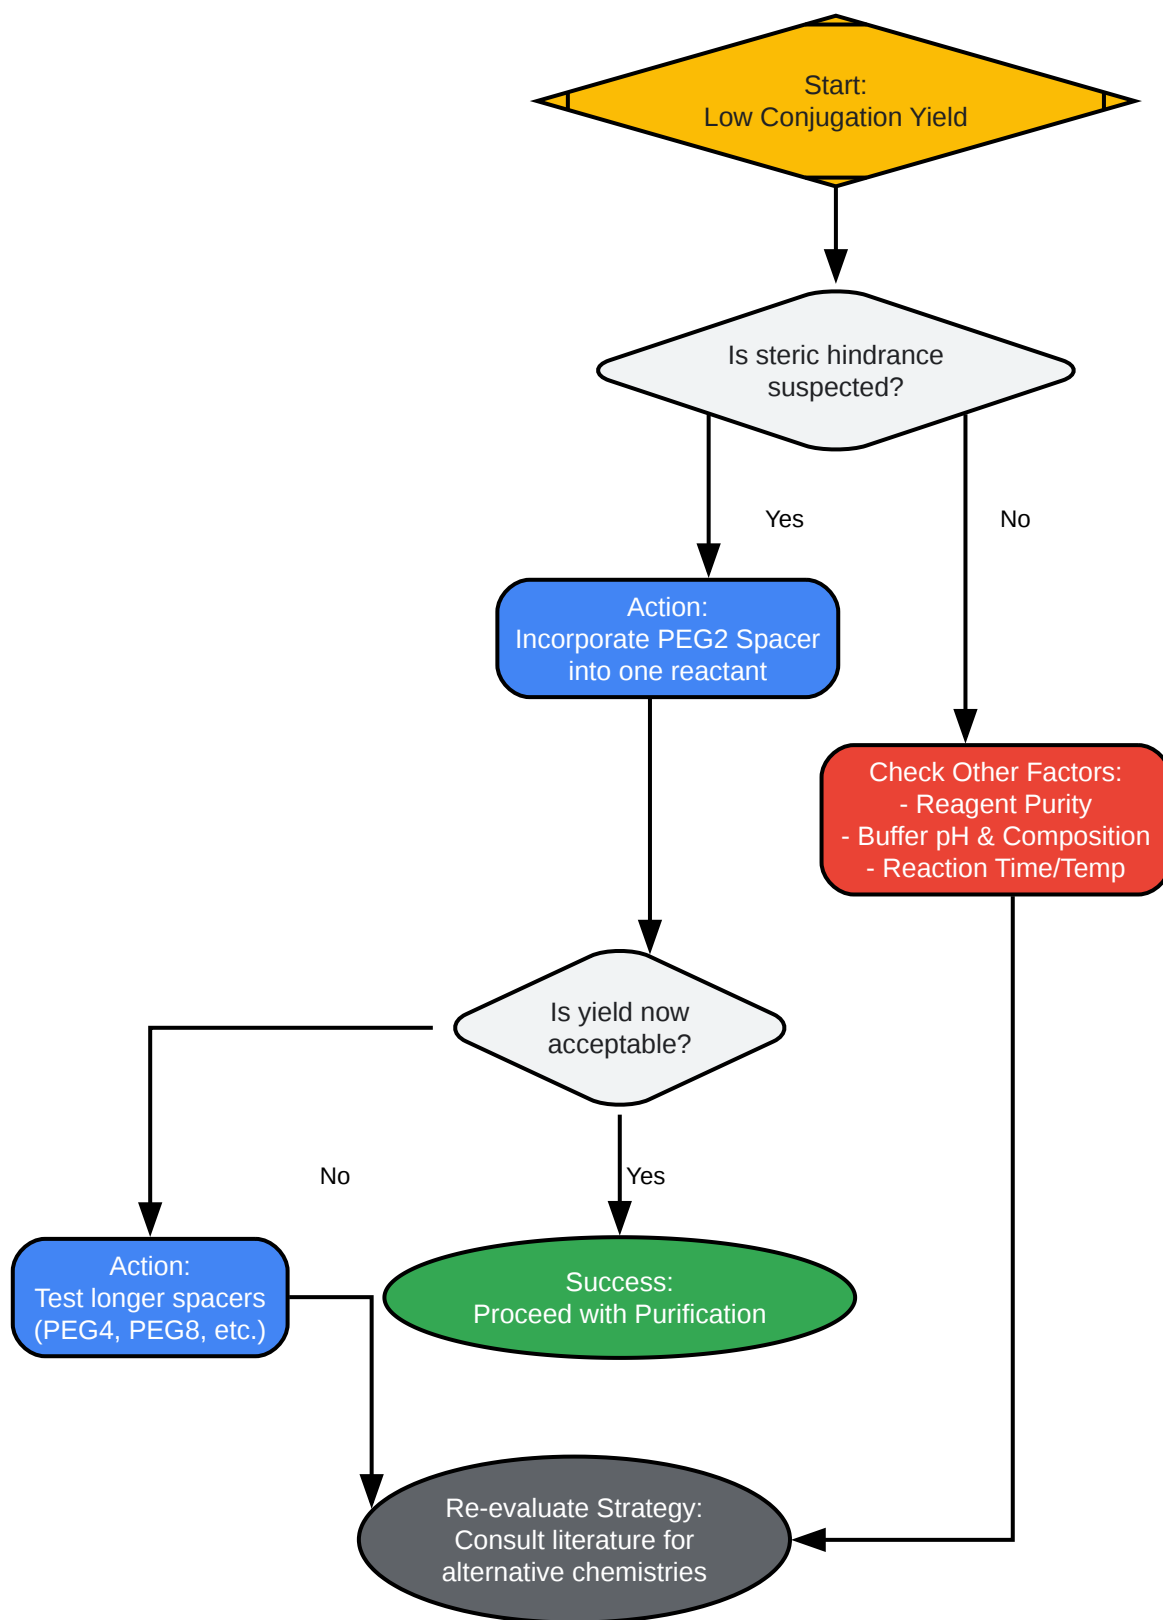 Start:
Low Conjugation Yield
Is steric hindrance
suspected?
Yes
No
Action:
Incorporate PEG2 Spacer
into one reactant
Check Other Factors:
- Reagent Purity
- Buffer pH & Composition
- Reaction Time/Temp
Is yield now
acceptable?
No
Yes
Action:
Test longer spacers
(PEG4, PEG8, etc.)
Success:
Proceed with Purification
Re-evaluate Strategy:
Consult literature for
alternative chemistries